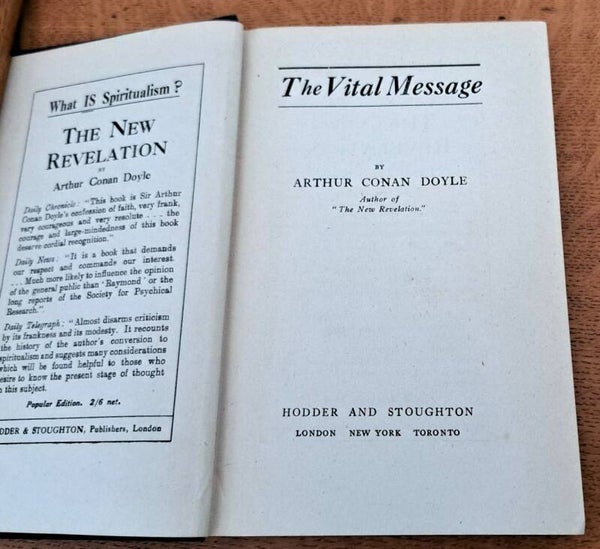 What IS Spiritualism?
THE NEW
REVELATION
BY
Arthur Conan Doyle
Daily Chronicle: "This book is Sir Arthur
Conan Doyle's confession of faith, very frank,
very courageous and very resolute . . . the
courage and large-mindedness of this book
deserve cordial recognition."
Daily News: "It is a book that demands
our respect and commands our interest.
. . . Much more likely to influence the opinion
of the general public than 'Raymond' or the
long reports of the Society for Psychical
Research."
Daily Telegraph: "Almost disarms criticism
by its frankness and its modesty. It recounts
the history of the author's conversion to
spiritualism and suggests many considerations
which will be found helpful to those who
desire to know the present stage of thought
in this subject.
Popular Edition. 2/6 net.
DDER & STOUGHTON, Publishers, London
The Vital Message
BY
ARTHUR CONAN DOYLE
Author of
"The New Revelation."
HODDER AND STOUGHTON
LONDON NEW YORK TORONTO